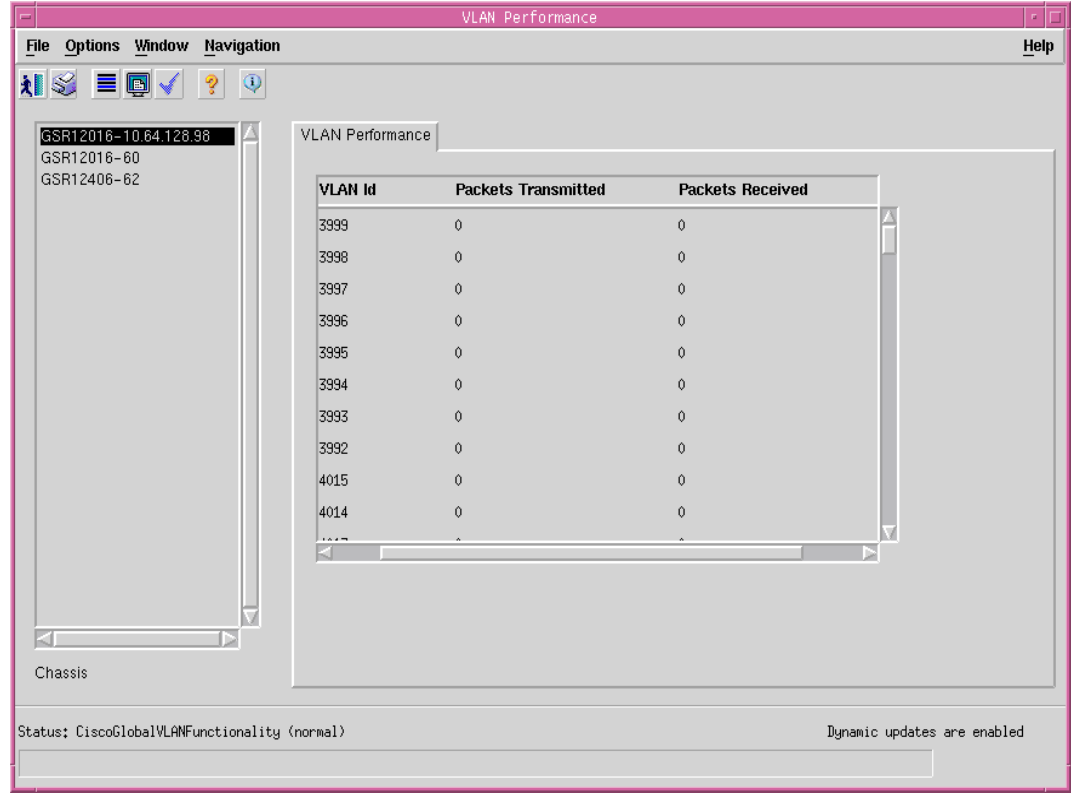 VLAN Performance
File Options Window Navigation Help
GSR12016-10.64.128.98
GSR12016-60
GSR12406-62
Chassis
VLAN Performance
VLAN Id Packets Transmitted Packets Received
3999 0 0
3998 0 0
3997 0 0
3996 0 0
3995 0 0
3994 0 0
3993 0 0
3992 0 0
4015 0 0
4014 0 0
Status: CiscoGlobalVLANFunctionality (normal) Dynamic updates are enabled